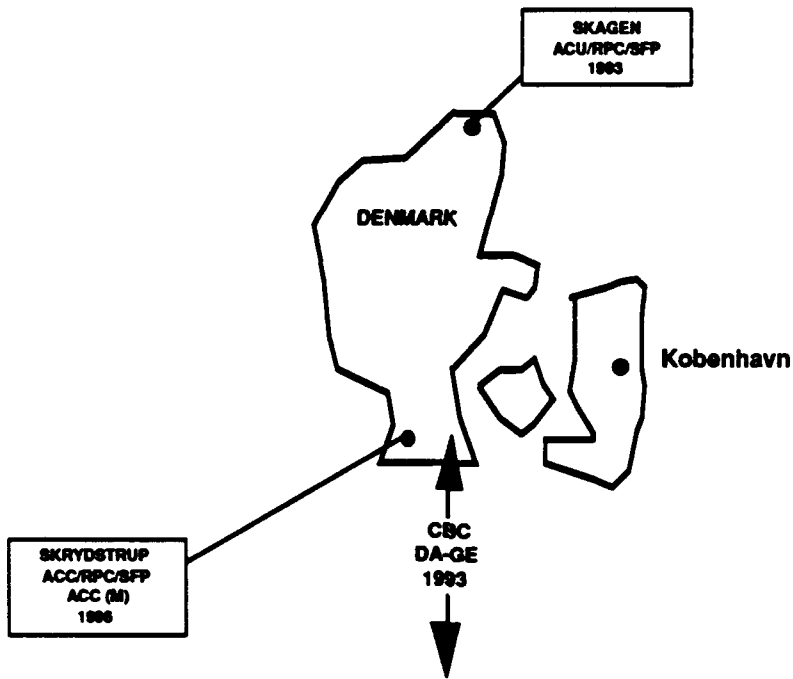 SKAGEN
ACU/RPC/SFP
1993
DENMARK
Kobenhavn
CBC
DA-GE
1993
SKRYDSTRUP
ACC/RPC/SFP
ACC (M)
1996